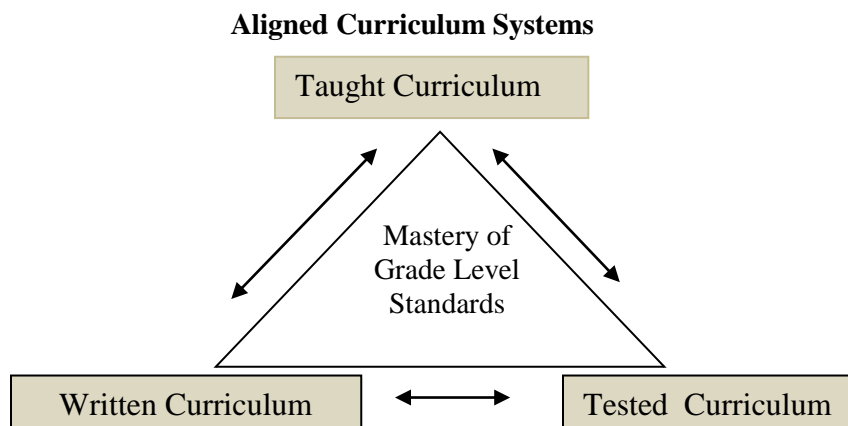 Aligned Curriculum Systems
Taught Curriculum
Mastery of
Grade Level
Standards
Written Curriculum
Tested Curriculum